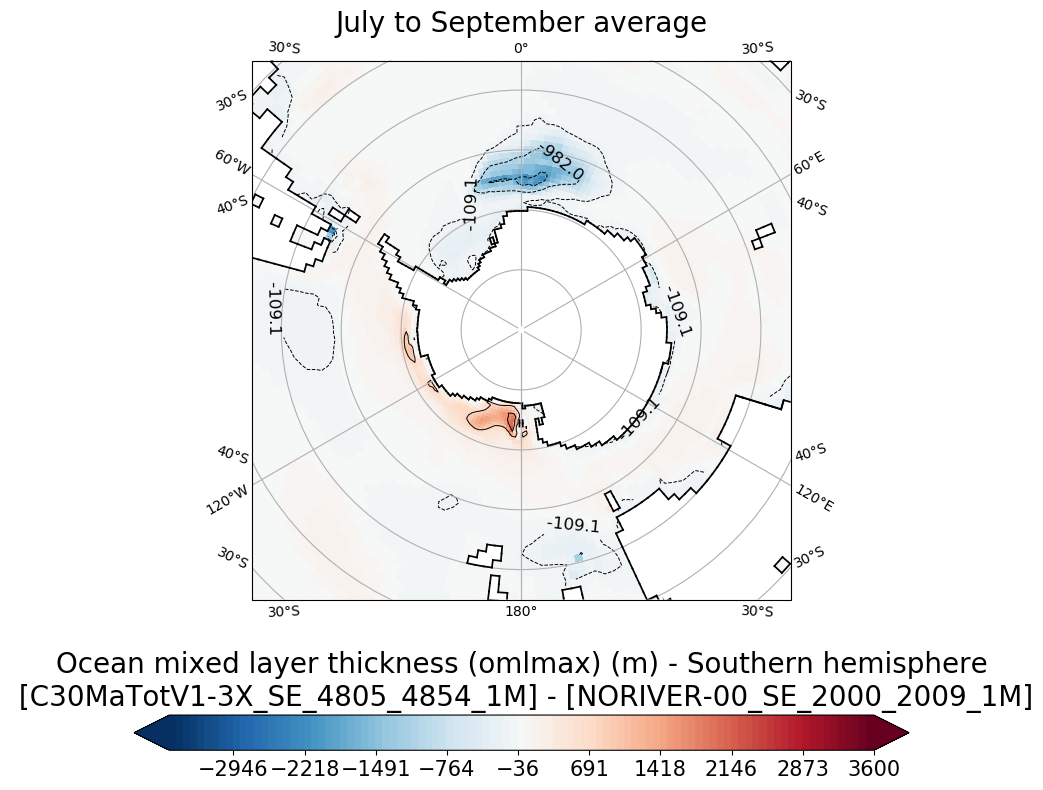 July to September average
30°S 0° 30°S
30°S 30°S
60°W 60°E
40°S 40°S
-982.0
-109.1
-109.1
-109.1
-109.1
-109.1
40°S 40°S
120°W 120°E
30°S 30°S
30°S 180° 30°S
Ocean mixed layer thickness (omlmax) (m) - Southern hemisphere
[C30MaTotV1-3X_SE_4805_4854_1M] - [NORIVER-00_SE_2000_2009_1M]
−2946 −2218 −1491 −764 −36 691 1418 2146 2873 3600